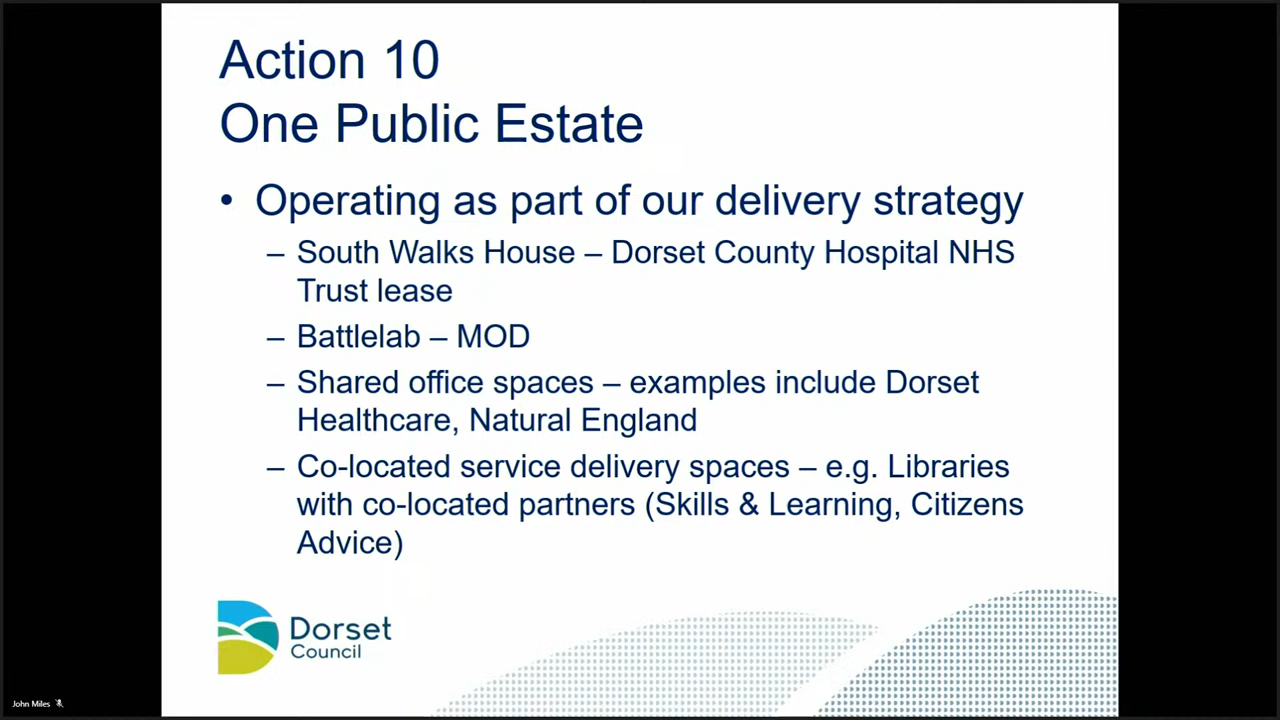 Action 10
One Public Estate
• Operating as part of our delivery strategy
– South Walks House – Dorset County Hospital NHS
Trust lease
– Battlelab – MOD
– Shared office spaces – examples include Dorset
Healthcare, Natural England
– Co-located service delivery spaces – e.g. Libraries
with co-located partners (Skills & Learning, Citizens
Advice)
Dorset
Council
John Miles